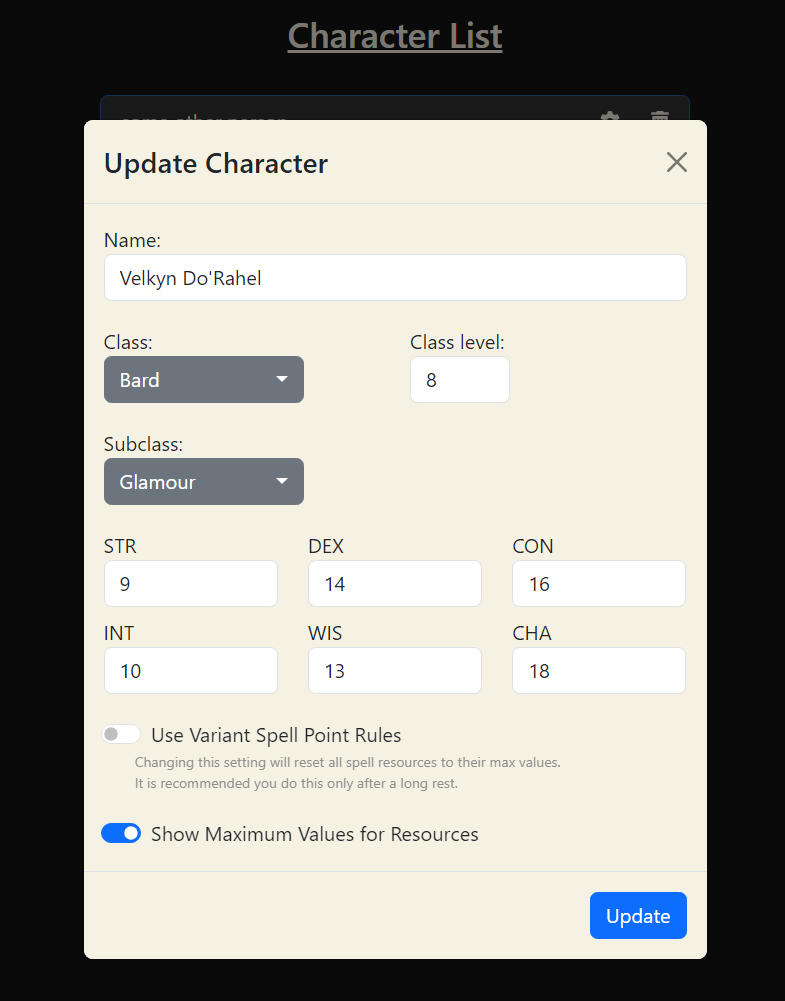 Character List
some other person
Update Character
Name:
Velkyn Do'Rahel
Class: Class level:
Bard 8
Subclass:
Glamour
STR DEX CON
9 14 16
INT WIS CHA
10 13 18
Use Variant Spell Point Rules
Changing this setting will reset all spell resources to their max values.
It is recommended you do this only after a long rest.
Show Maximum Values for Resources
Update